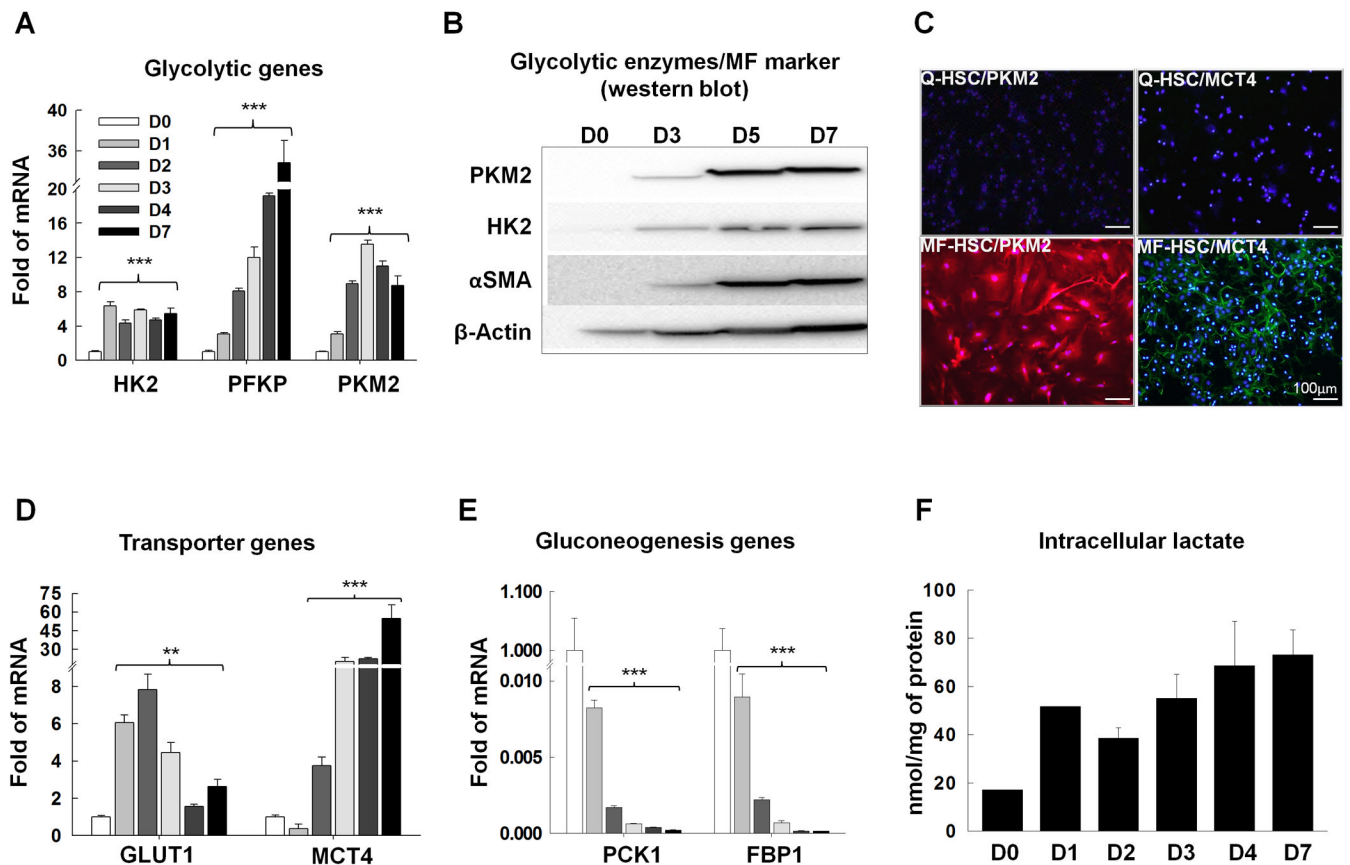 A
Glycolytic genes
***
***
***
D0
D1
D2
D3
D4
D7
Fold of mRNA
40
36
20
16
12
8
4
0
HK2
PFKP
PKM2
B
Glycolytic enzymes/MF marker
(western blot)
D0
D3
D5
D7
PKM2
HK2
αSMA
β-Actin
C
Q-HSC/PKM2
Q-HSC/MCT4
MF-HSC/PKM2
MF-HSC/MCT4
100μm
D
Transporter genes
**
***
Fold of mRNA
75
60
45
30
8
6
4
2
0
GLUT1
MCT4
E
Gluconeogenesis genes
***
***
Fold of mRNA
1.100
1.000
0.010
0.005
0.000
PCK1
FBP1
F
Intracellular lactate
nmol/mg of protein
100
80
60
40
20
0
D0
D1
D2
D3
D4
D7